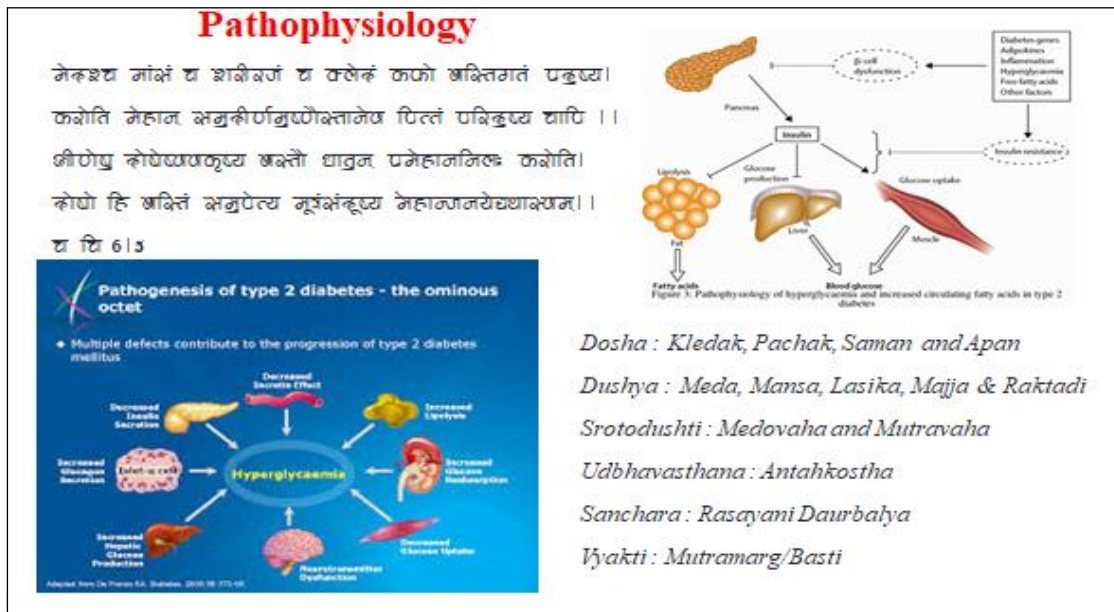 Pathophysiology
मेदश्च मांसं च शरीरजं च क्लेदं कफो बस्तिगतं प्रदुष्य।
करोति मेहान् समुदीर्णमुष्णैस्तानेव पित्तं परिदुष्य चापि ।।
दोषो हि बस्तिं समुपेत्य मूत्रं संदूष्य मेहान्जनयेद्यथास्वम्।।
च चि 6।5
Pathogenesis of type 2 diabetes - the ominous
octet
Multiple defects contribute to the progression of type 2 diabetes
mellitus
Decreased
Incretin Effect
Decreased
Insulin
Secretion
Increased
Lipolysis
Increased
Glucagon
Secretion
Islet-α cell
Hyperglycaemia
Increased
Glucose
Reabsorption
Increased
Hepatic
Glucose
Production
Neurotransmitter
Dysfunction
Decreased
Glucose Uptake
Diabetes genes
Adipokines
Inflammation
Hyperglycaemia
Free fatty acids
Other factors
β-cell
dysfunction
Pancreas
Insulin
Insulin resistance
Lipolysis
Glucose
production
Glucose uptake
Fat
Liver
Muscle
Fatty acids
Blood glucose
Figure 3: Pathophysiology of hyperglycaemia and increased circulating fatty acids in type 2
diabetes
Dosha : Kledak, Pachak, Saman and Apan
Dushya : Meda, Mansa, Lasika, Majja & Raktadi
Srotodushti : Medovaha and Mutravaha
Udbhavasthana : Antahkostha
Sanchara : Rasayani Daurbalya
Vyakti : Mutramarg/Basti